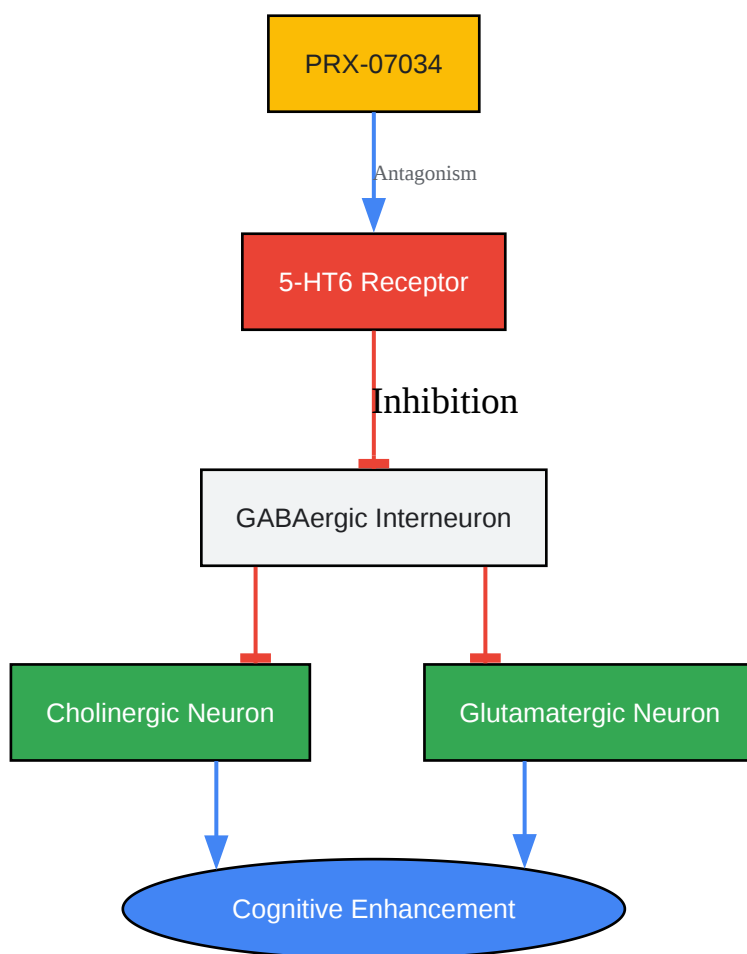 PRX-07034
Antagonism
5-HT6 Receptor
Inhibition
GABAergic Interneuron
Cholinergic Neuron
Glutamatergic Neuron
Cognitive Enhancement